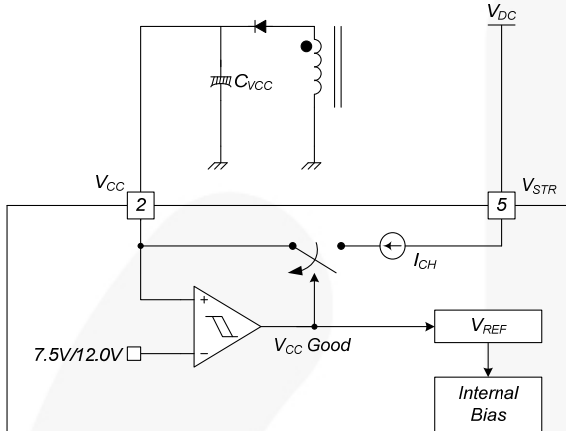 V_DC
C_VCC
V_CC
2
5
V_STR
I_CH
+
7.5V/12.0V
−
V_CC Good
V_REF
Internal
Bias